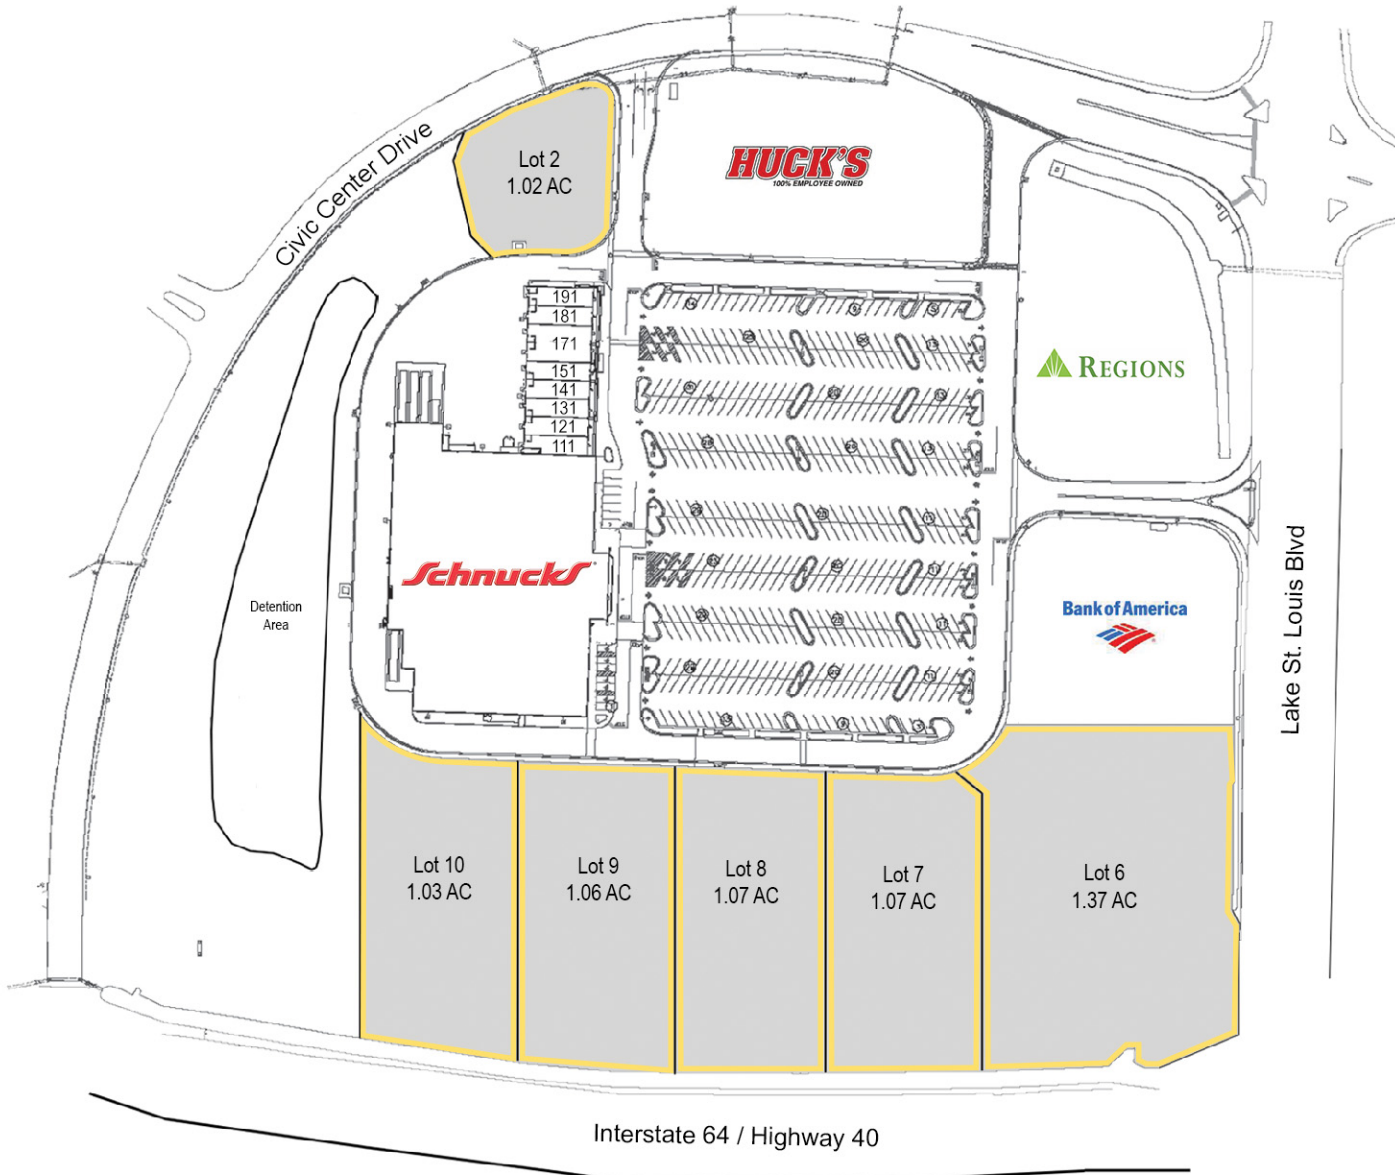 Civic Center Drive
Lot 2
1.02 AC
HUCK'S
100% EMPLOYEE OWNED
191
181
171
151
141
131
121
111
REGIONS
Schnucks
Detention
Area
Bank of America
Lake St. Louis Blvd
Lot 10
1.03 AC
Lot 9
1.06 AC
Lot 8
1.07 AC
Lot 7
1.07 AC
Lot 6
1.37 AC
Interstate 64 / Highway 40